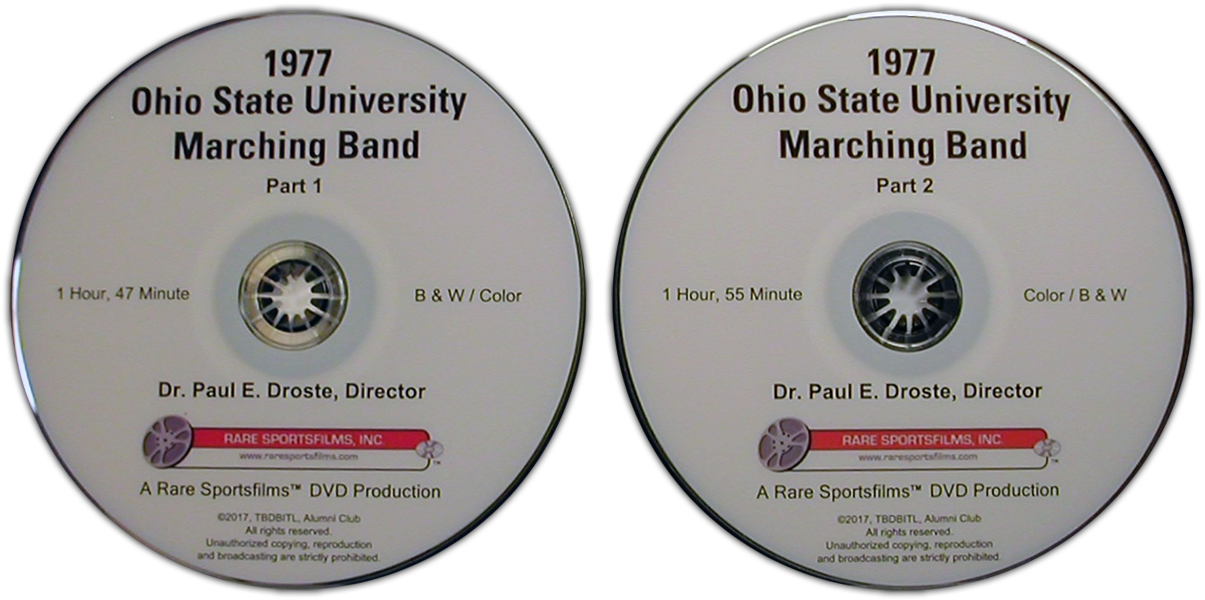 1977
Ohio State University
Marching Band
Part 1
1 Hour, 47 Minute
B & W / Color
Dr. Paul E. Droste, Director
RARE SPORTSFILMS, INC.
www.raresportsfilms.com
™
A Rare Sportsfilms™ DVD Production
©2017, TBDBITL, Alumni Club
All rights reserved.
Unauthorized copying, reproduction
and broadcasting are strictly prohibited.
1977
Ohio State University
Marching Band
Part 2
1 Hour, 55 Minute
Color / B & W
Dr. Paul E. Droste, Director
RARE SPORTSFILMS, INC.
www.raresportsfilms.com
™
A Rare Sportsfilms™ DVD Production
©2017, TBDBITL, Alumni Club
All rights reserved.
Unauthorized copying, reproduction
and broadcasting are strictly prohibited.